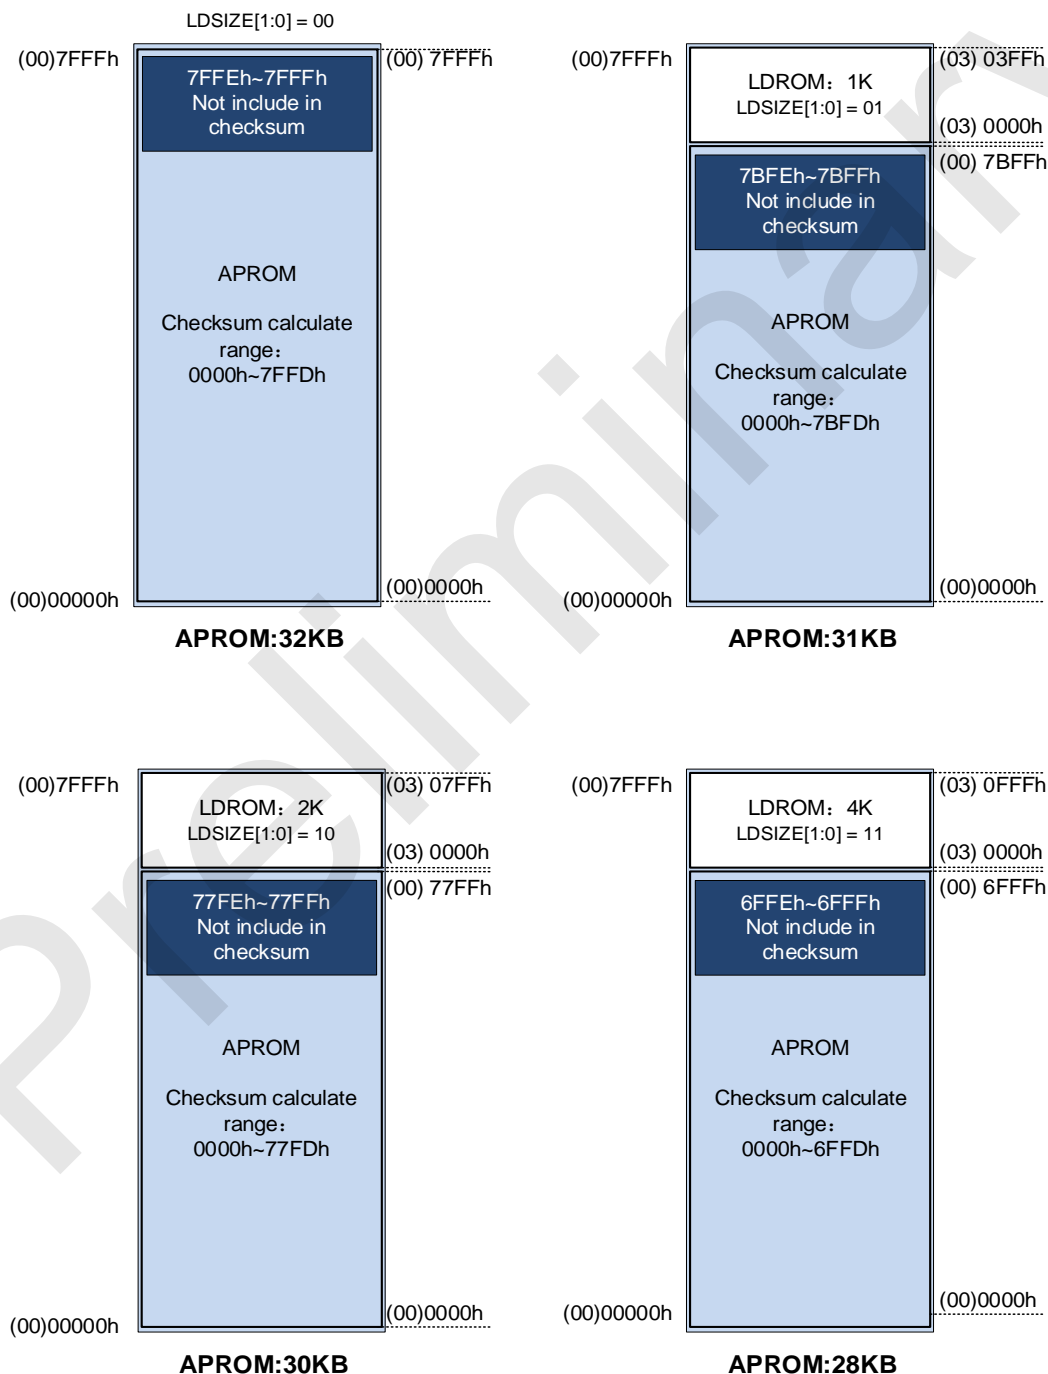 LDSIZE[1:0] = 00
(00)7FFFh
(00) 7FFFh
7FFEh~7FFFh
Not include in
checksum
APROM
Checksum calculate
range：
0000h~7FFDh
(00)00000h
(00)0000h
APROM:32KB
(00)7FFFh
(03) 03FFh
LDROM：1K
LDSIZE[1:0] = 01
(03) 0000h
(00) 7BFFh
7BFEh~7BFFh
Not include in
checksum
APROM
Checksum calculate
range：
0000h~7BFDh
(00)00000h
(00)0000h
APROM:31KB
(00)7FFFh
(03) 07FFh
LDROM：2K
LDSIZE[1:0] = 10
(03) 0000h
(00) 77FFh
77FEh~77FFh
Not include in
checksum
APROM
Checksum calculate
range：
0000h~77FDh
(00)00000h
(00)0000h
APROM:30KB
(00)7FFFh
(03) 0FFFh
LDROM：4K
LDSIZE[1:0] = 11
(03) 0000h
(00) 6FFFh
6FFEh~6FFFh
Not include in
checksum
APROM
Checksum calculate
range：
0000h~6FFDh
(00)00000h
(00)0000h
APROM:28KB
Preliminary